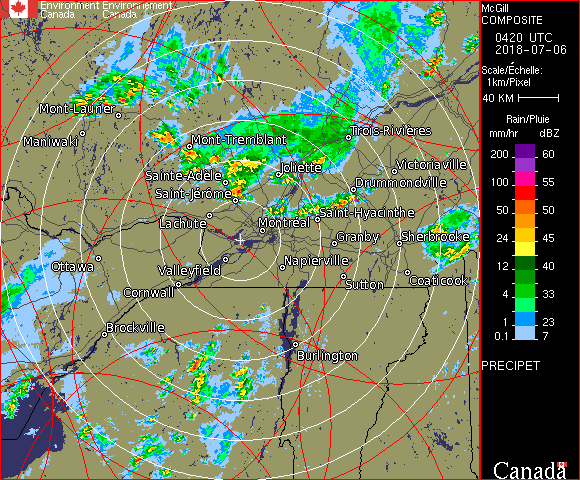 Environment Environnement
Canada Canada
McGill
COMPOSITE
0420 UTC
2018-07-06
Scale/Échelle:
1km/Pixel
40 KM
Rain/Pluie
mm/hr dBZ
200 60
150 57
100 55
50 50
24 45
12 40
4 33
1 23
0.1 7
PRECIPET
Canada
Mont-Laurier
Maniwaki
Mont-Tremblant
Trois-Rivières
Sainte-Adèle
Joliette
Victoriaville
Saint-Jérôme
Drummondville
Lachute
Saint-Hyacinthe
Montréal
Granby
Sherbrooke
Ottawa
Valleyfield
Napierville
Cornwall
Sutton
Coaticook
Brockville
Burlington